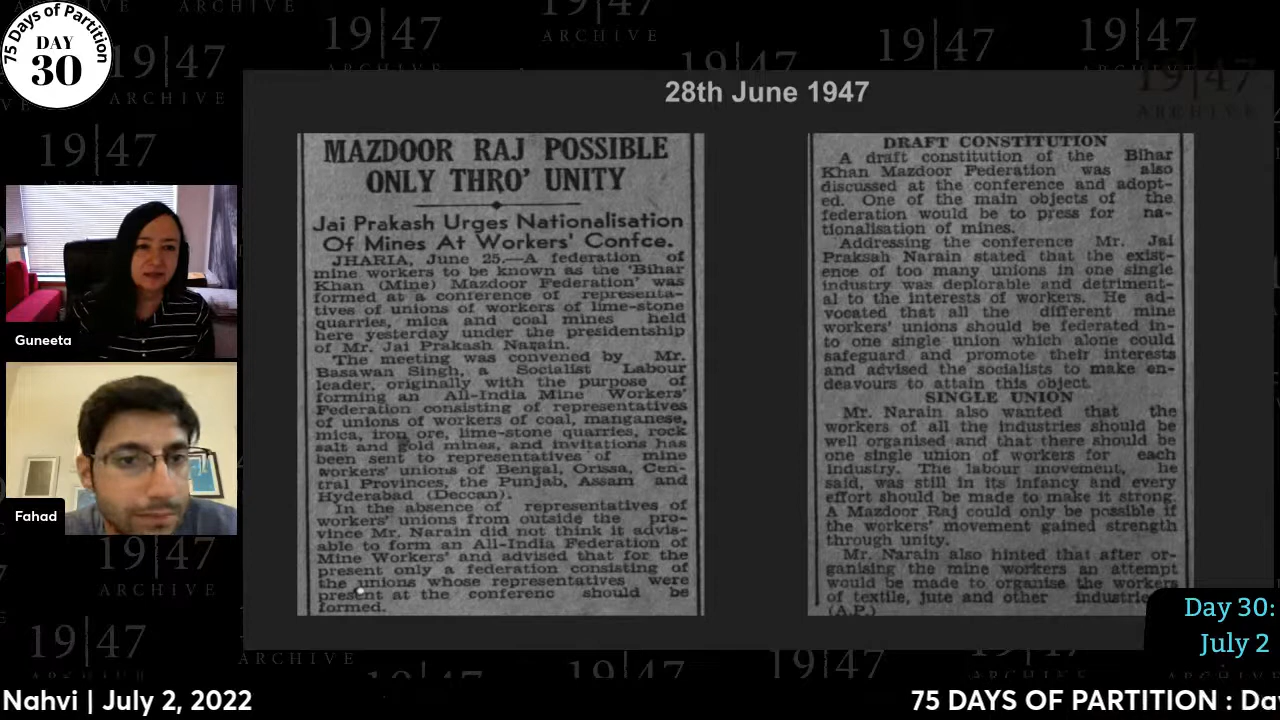 75 Days of Partition
DAY
30
19|47
ARCHIVE
28th June 1947
MAZDOOR RAJ POSSIBLE
ONLY THRO' UNITY
Jai Prakash Urges Nationalisation
Of Mines At Workers' Confce.
JHARIA, June 25.—A federation of
mine workers to be known as the 'Bihar
Khan (Mine) Mazdoor Federation' was
formed at a conference of representa-
tives of unions of workers of lime-stone
quarries, mica and coal mines held
here yesterday under the presidentship
of Mr. Jai Prakash Narain.
The meeting was convened by Mr.
Basawan Singh, a Socialist Labour
leader, originally with the purpose of
forming an All-India Mine Workers'
Federation consisting of representatives
of unions of workers of coal, manganese,
mica, iron ore, lime-stone quarries, rock
salt and gold mines, and invitations has
been sent to representatives of mine
workers' unions of Bengal, Orissa, Cen-
tral Provinces, the Punjab, Assam and
Hyderabad (Deccan).
In the absence of representatives of
workers' unions from outside the pro-
vince Mr. Narain did not think it advis-
able to form an All-India Federation of
Mine Workers' and advised that for the
present only a federation consisting of
the unions whose representatives were
present at the conferenc should be
formed.
DRAFT CONSTITUTION
A draft constitution of the Bihar
Khan Mazdoor Federation was also
discussed at the conference and adopt-
ed. One of the main objects of the
federation would be to press for na-
tionalisation of mines.
Addressing the conference Mr. Jai
Praksah Narain stated that the exist-
ence of too many unions in one single
industry was deplorable and detriment-
al to the interests of workers. He ad-
vocated that all the different mine
workers' unions should be federated in-
to one single union which alone could
safeguard and promote their interests
and advised the socialists to make en-
deavours to attain this object.
SINGLE UNION
Mr. Narain also wanted that the
workers of all the industries should be
well organised and that there should be
one single union of workers for each
industry. The labour movement, he
said, was still in its infancy and every
effort should be made to make it strong.
A Mazdoor Raj could only be possible if
the workers' movement gained strength
through unity.
Mr. Narain also hinted that after or-
ganising the mine workers an attempt
would be made to organise the workers
of textile, jute and other industrie
(A.P.)
Guneeta
Fahad
Day 30:
July 2
Nahvi | July 2, 2022
75 DAYS OF PARTITION : Da